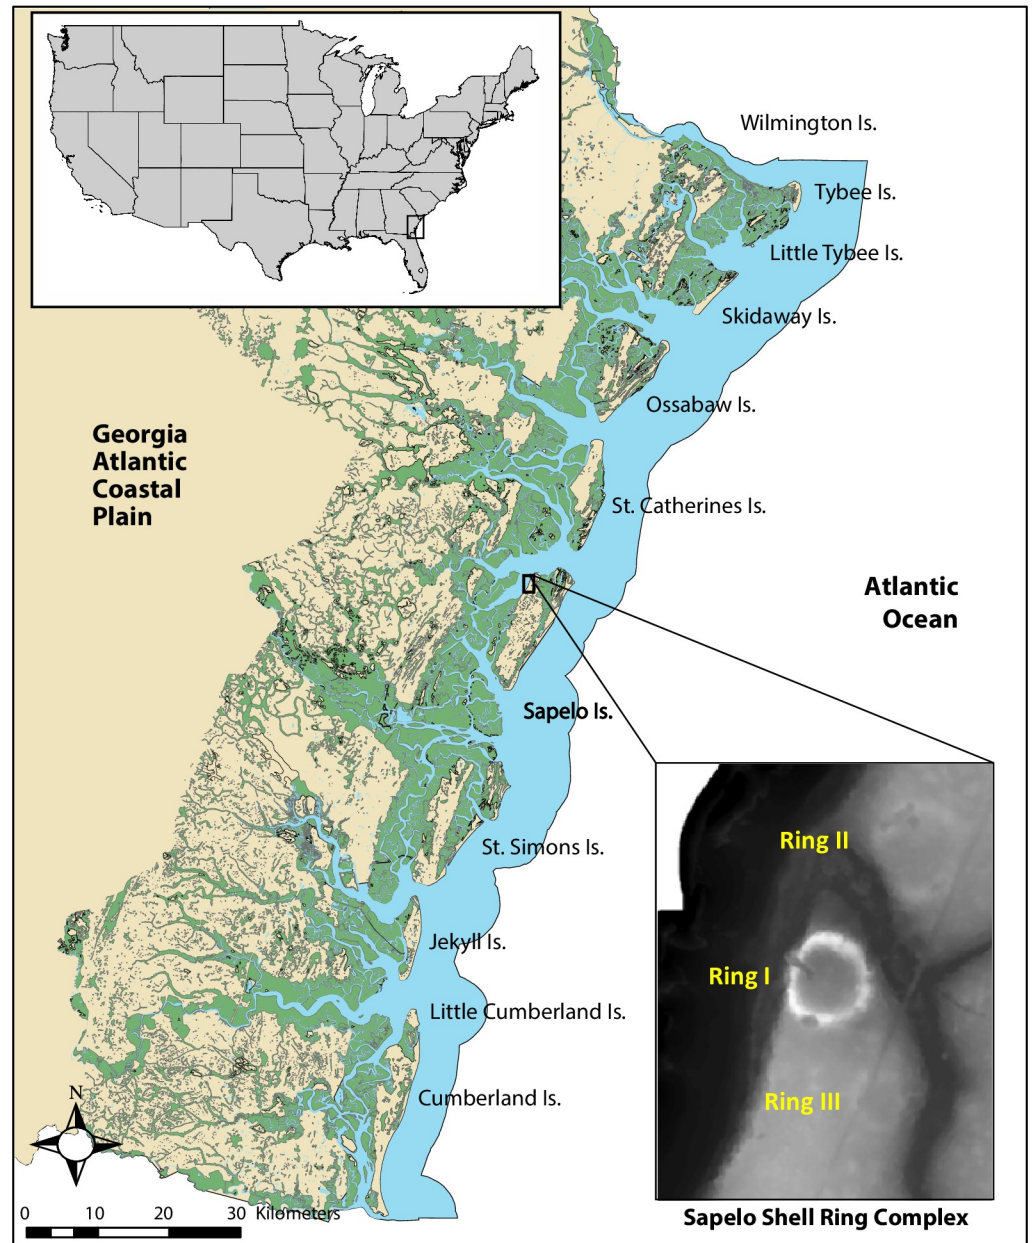 Wilmington Is.
Tybee Is.
Little Tybee Is.
Skidaway Is.
Ossabaw Is.
Georgia
Atlantic
Coastal
Plain
St. Catherines Is.
Atlantic
Ocean
Sapelo Is.
St. Simons Is.
Ring II
Jekyll Is.
Ring I
Little Cumberland Is.
Cumberland Is.
Ring III
N
0 10 20 30 Kilometers
Sapelo Shell Ring Complex